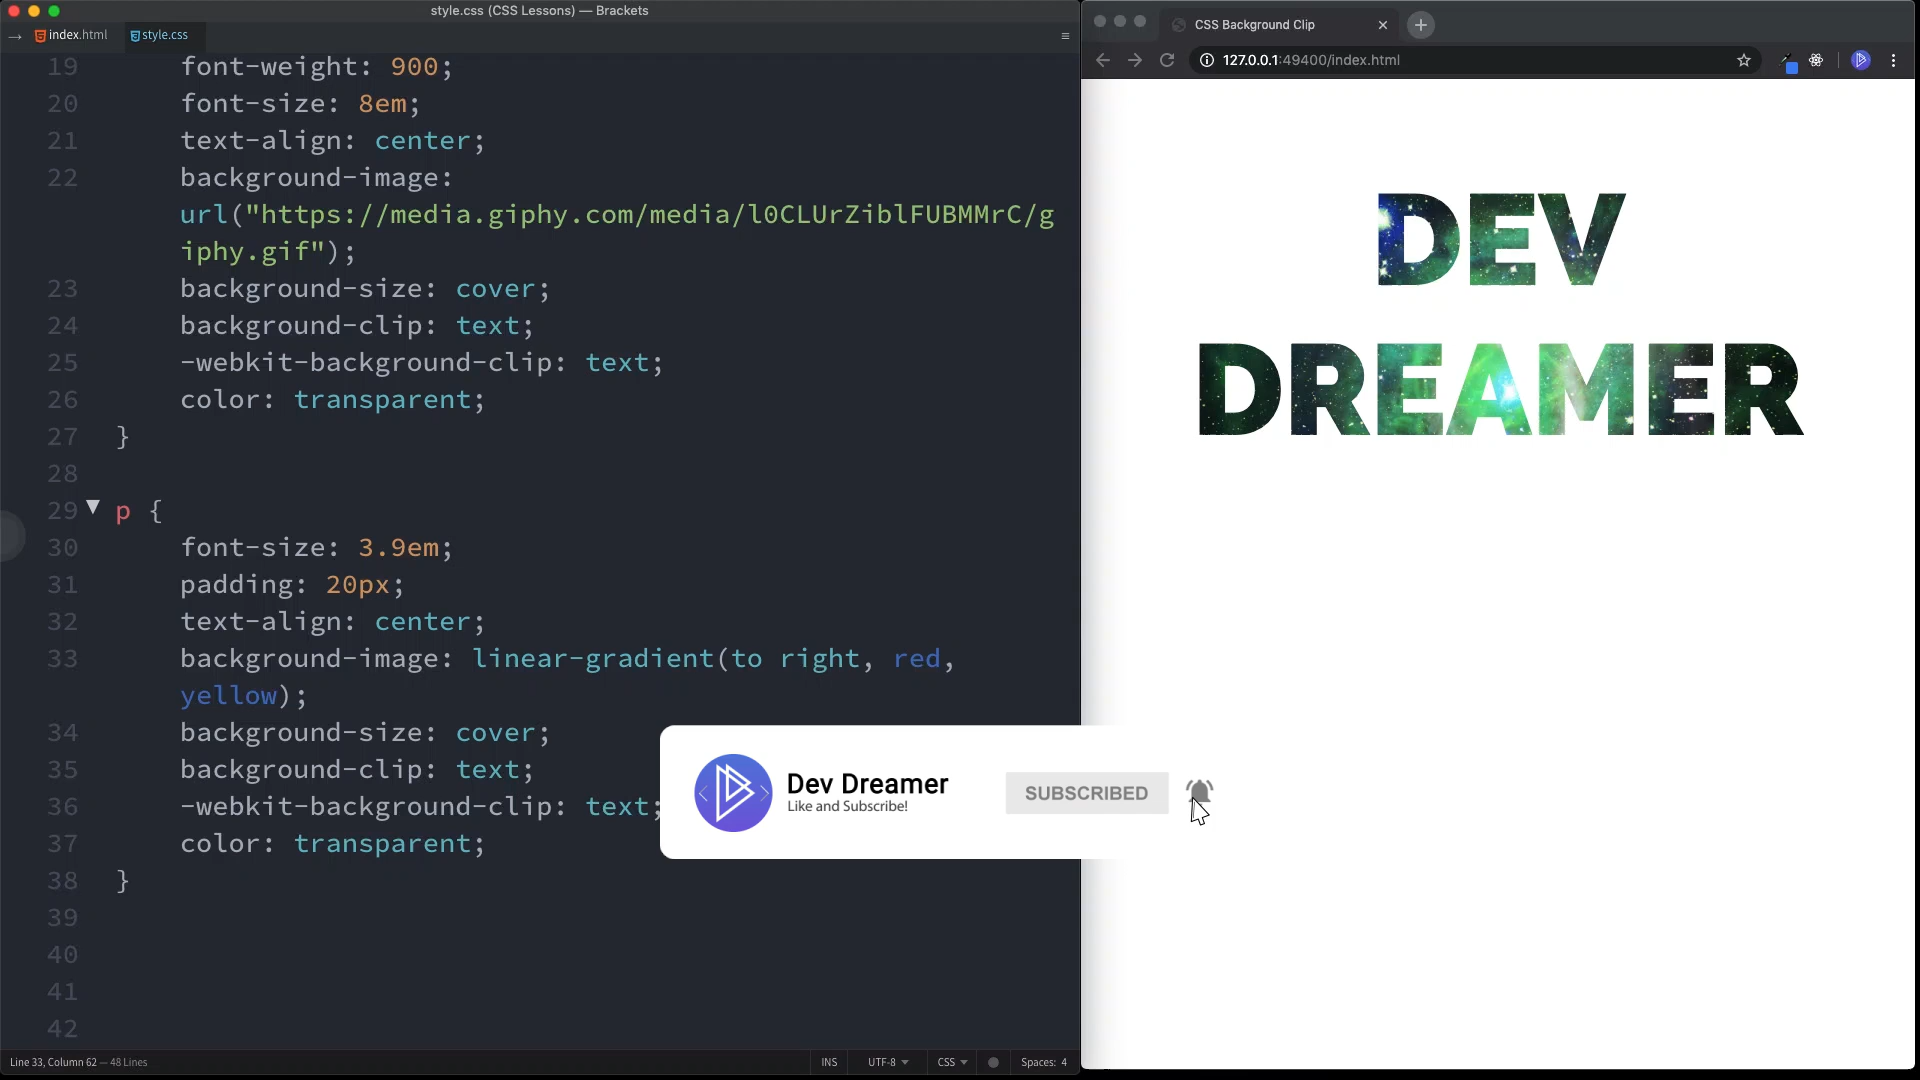 style.css (CSS Lessons) — Brackets
index.html
style.css
19 font-weight: 900;
20 font-size: 8em;
21 text-align: center;
22 background-image:
url("https://media.giphy.com/media/l0CLUrZiblFUBMMrC/g
iphy.gif");
23 background-size: cover;
24 background-clip: text;
25 -webkit-background-clip: text;
26 color: transparent;
27 }
28
29 p {
30 font-size: 3.9em;
31 padding: 20px;
32 text-align: center;
33 background-image: linear-gradient(to right, red,
yellow);
34 background-size: cover;
35 background-clip: text;
36 -webkit-background-clip: text;
37 color: transparent;
38 }
39
40
41
42
Line 33, Column 62 — 48 Lines
INS
UTF-8
CSS
Spaces: 4
CSS Background Clip
127.0.0.1:49400/index.html
DEV
DREAMER
Dev Dreamer
Like and Subscribe!
SUBSCRIBED